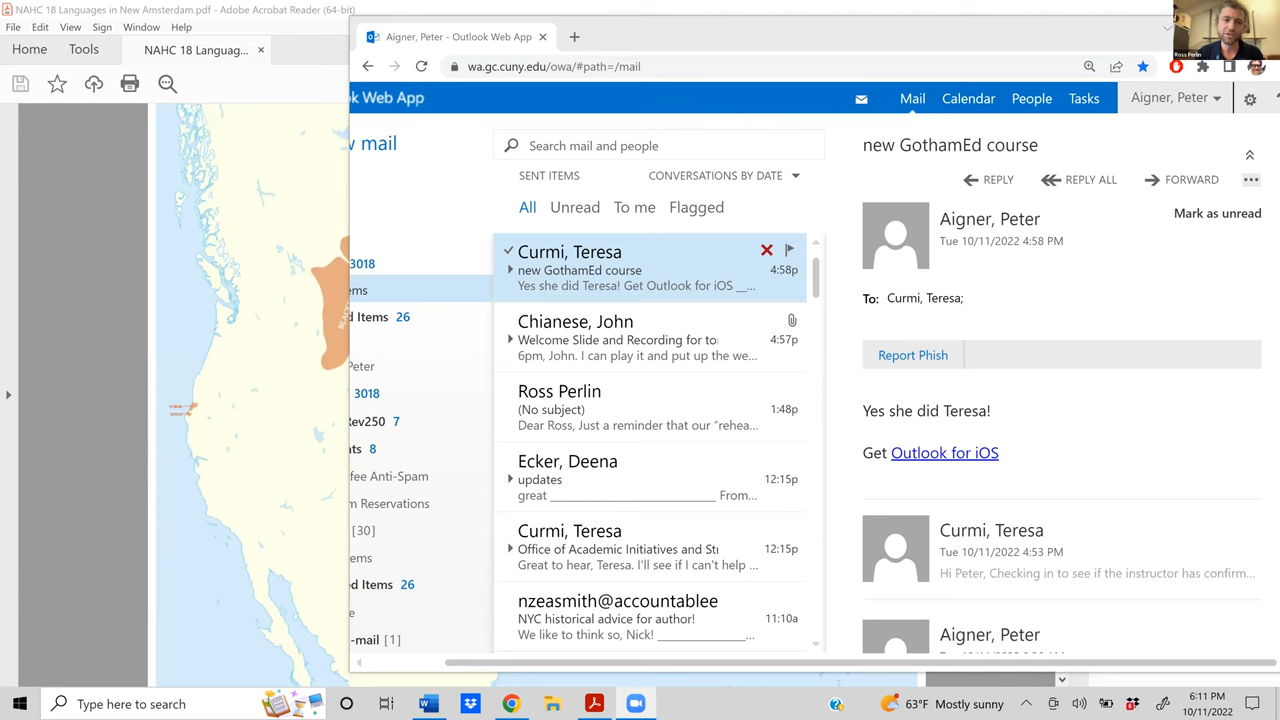 NAHC 18 Languages in New Amsterdam.pdf - Adobe Acrobat Reader (64-bit)
File Edit View Sign Window Help
Home Tools NAHC 18 Languag... ×
Aigner, Peter - Outlook Web App
wa.gc.cuny.edu/owa/#path=/mail
Ross Perlin
k Web App
Mail Calendar People Tasks Aigner, Peter
w mail
3018
ems
d Items 26
Peter
3018
Rev250 7
nts 8
fee Anti-Spam
m Reservations
[30]
ems
d Items 26
e
-mail [1]
Search mail and people
SENT ITEMS CONVERSATIONS BY DATE
All Unread To me Flagged
Curmi, Teresa
new GothamEd course 4:58p
Yes she did Teresa! Get Outlook for iOS __...
Chianese, John
Welcome Slide and Recording for to 4:57p
6pm, John. I can play it and put up the we...
Ross Perlin
(No subject) 1:48p
Dear Ross, Just a reminder that our "rehea...
Ecker, Deena
updates 12:15p
great ________________________ From...
Curmi, Teresa
Office of Academic Initiatives and Str 12:15p
Great to hear, Teresa. I'll see if I can't help ...
nzeasmith@accountablee
NYC historical advice for author! 11:10a
We like to think so, Nick! ______________...
new GothamEd course
REPLY REPLY ALL FORWARD •••
Aigner, Peter
Tue 10/11/2022 4:58 PM
Mark as unread
To: Curmi, Teresa;
Report Phish
Yes she did Teresa!
Get Outlook for iOS
Curmi, Teresa
Tue 10/11/2022 4:53 PM
Hi Peter, Checking in to see if the instructor has confirm...
Aigner, Peter
Type here to search
63°F Mostly sunny
6:11 PM
10/11/2022